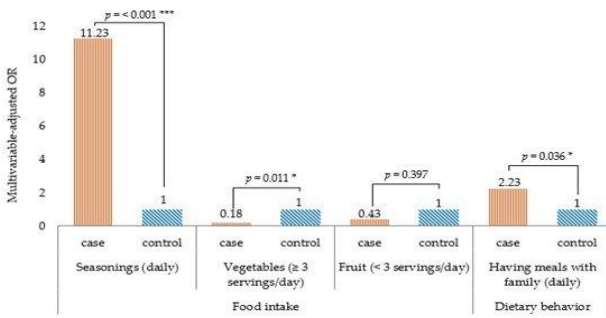 Multivariable-adjusted OR
12
10
8
6
4
2
0
p = < 0.001 ***
11.23
1
p = 0.011 *
0.18
1
p = 0.397
0.43
1
p = 0.036 *
2.23
1
case control case control case control case control
Seasonings (daily)
Vegetables (≥ 3
servings/day)
Fruit (< 3 servings/day)
Having meals with
family (daily)
Food intake
Dietary behavior